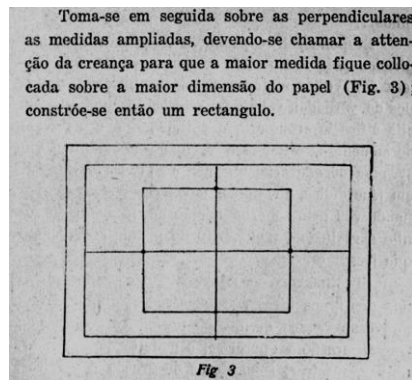 Toma-se em seguida sobre as perpendiculares
as medidas ampliadas, devendo-se chamar a atten-
ção da creança para que a maior medida fique collo-
cada sobre a maior dimensão do papel (Fig. 3)
constróe-se então um rectangulo.
Fig 3